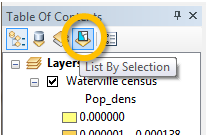 Table Of Contents
Layers
List By Selection
Waterville census
Pop_dens
0.000000
0.000001 - 0.000138